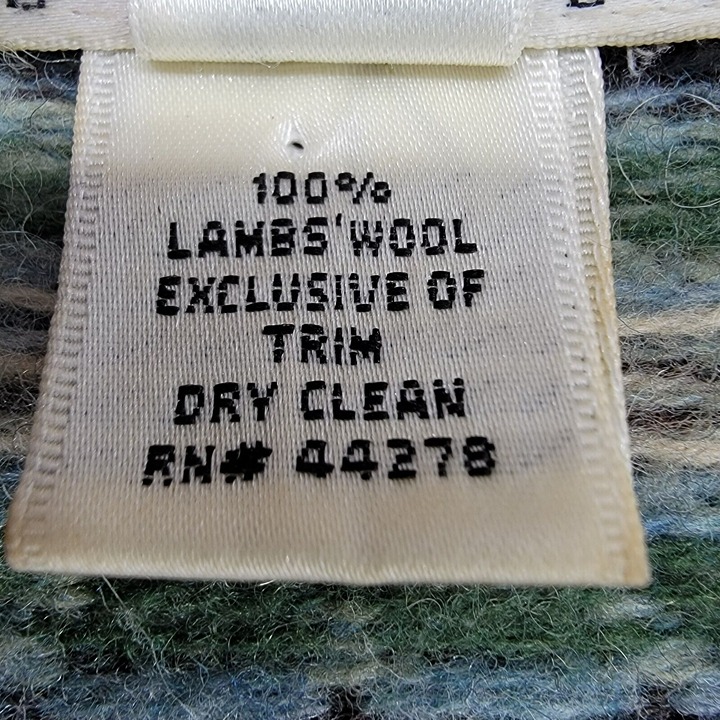 100%
LAMBS'WOOL
EXCLUSIVE OF
TRIM
DRY CLEAN
RN# 44278